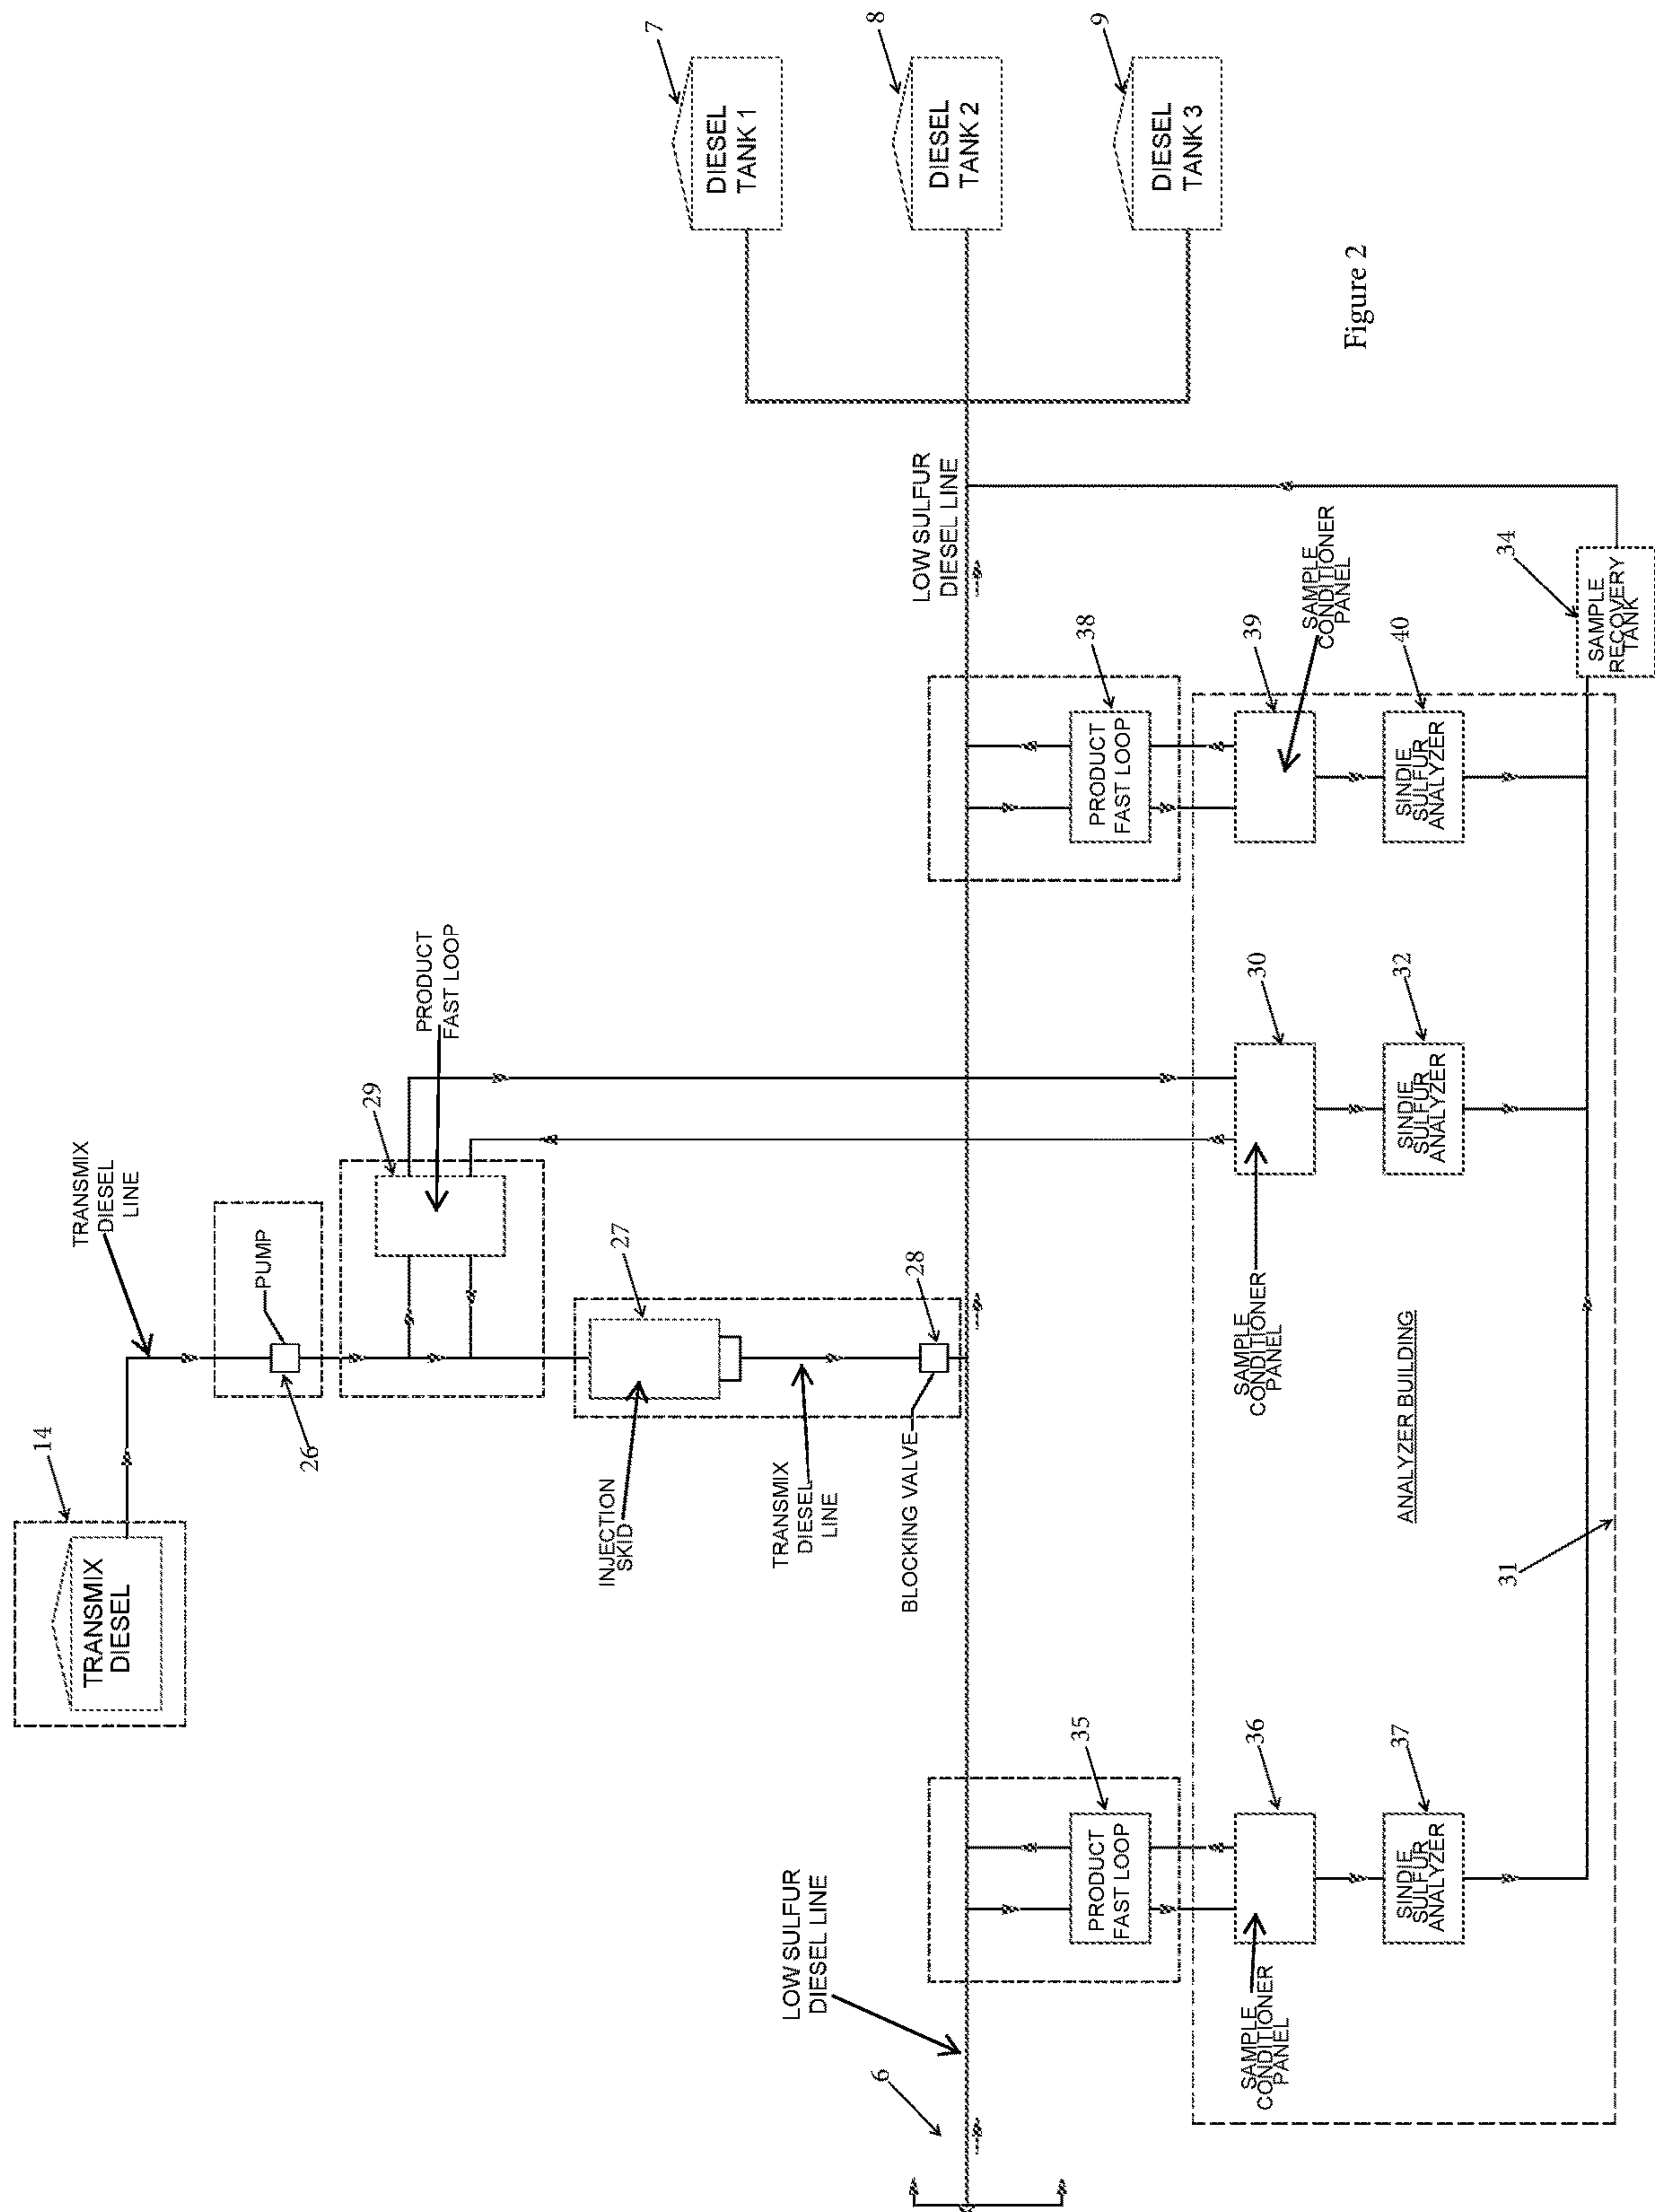 TRANSMIX
DIESEL
14
TRANSMIX
DIESEL
LINE
PUMP
26
29
PRODUCT
FAST LOOP
INJECTION
SKID
27
TRANSMIX
DIESEL
LINE
BLOCKING VALVE
28
7
DIESEL
TANK 1
8
DIESEL
TANK 2
9
DIESEL
TANK 3
6
LOW SULFUR
DIESEL LINE
LOW SULFUR
DIESEL LINE
PRODUCT
FAST LOOP
35
PRODUCT
FAST LOOP
38
SAMPLE
CONDITIONER
PANEL
36
SAMPLE
CONDITIONER
PANEL
30
39
SAMPLE
CONDITIONER
PANEL
SINDIE
SULFUR
ANALYZER
37
ANALYZER BUILDING
SINDIE
SULFUR
ANALYZER
32
SINDIE
SULFUR
ANALYZER
40
31
34
SAMPLE
RECOVERY
TANK
Figure 2